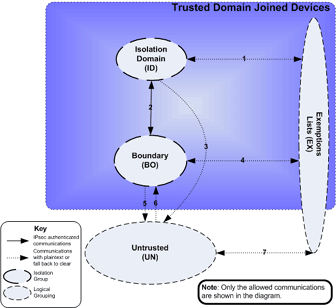 Trusted Domain Joined Devices
Isolation
Domain
(ID)
1
2
3
Exemptions
Lists (EX)
Boundary
(BO)
4
5
6
Untrusted
(UN)
7
Key
IPsec authenticated
communications
Communications
with plaintext or
fall back to clear
Isolation
Group
Logical
Grouping
Note: Only the allowed communications
are shown in the diagram.